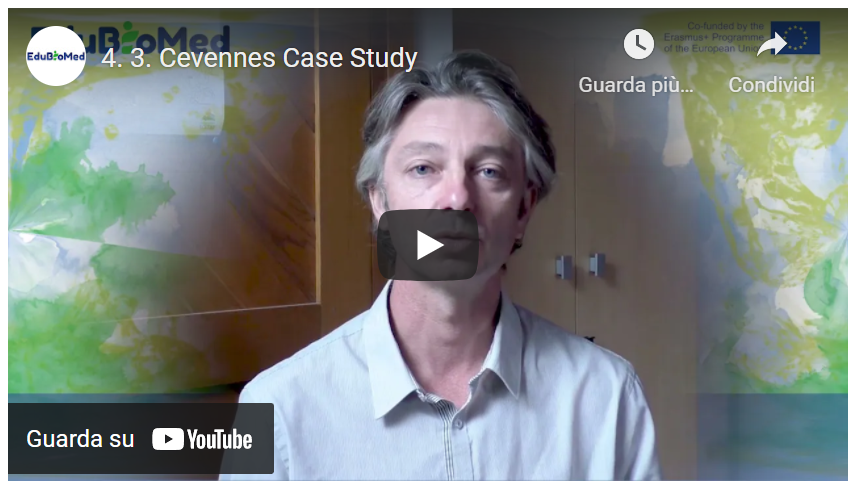 EduBioMed
EduBioMed
4. 3. Cevennes Case Study
Co-funded by the
Erasmus+ Programme
of the European Union
Guarda più...
Condividi
Guarda su YouTube